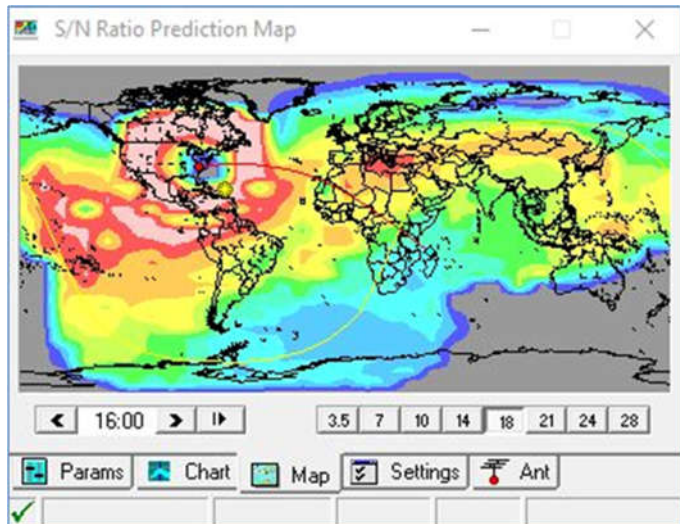 S/N Ratio Prediction Map
16:00 3.5 7 10 14 18 21 24 28
Params Chart Map Settings Ant